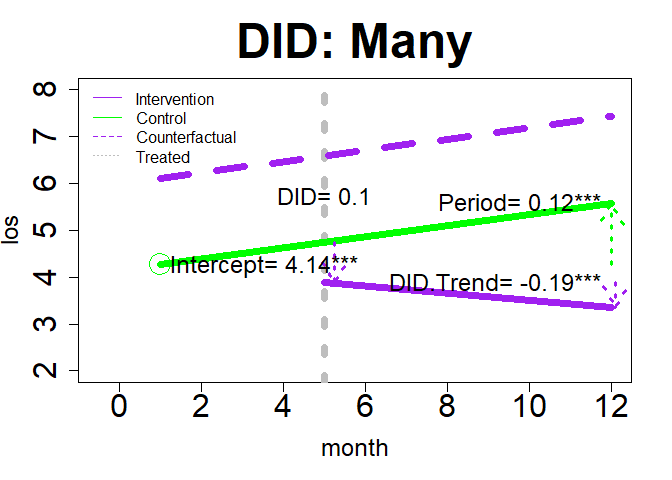 DID: Many
Intervention
Control
Counterfactual
Treated
DID= 0.1
Period= 0.12***
Intercept= 4.14***
DID.Trend= -0.19***
los
8
7
6
5
4
3
2
0 2 4 6 8 10 12
month